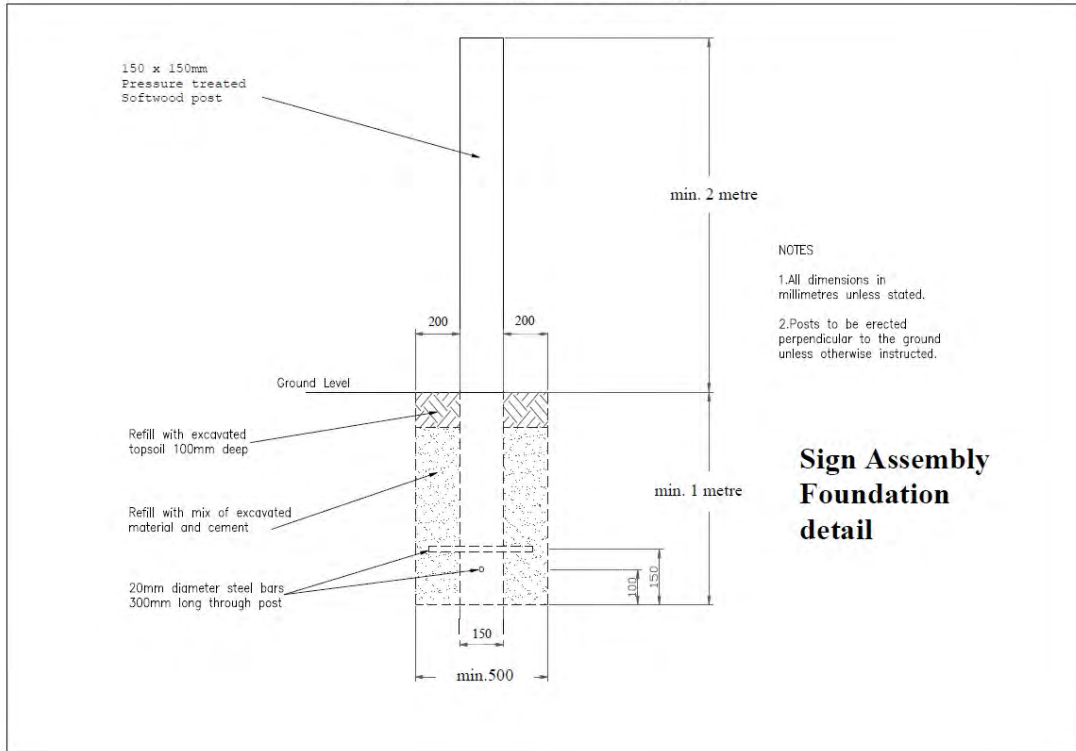 150 x 150mm
Pressure treated
Softwood post
min. 2 metre
NOTES
1.All dimensions in
millimetres unless stated.
2.Posts to be erected
perpendicular to the ground
unless otherwise instructed.
200
200
Ground Level
Refill with excavated
topsoil 100mm deep
Refill with mix of excavated
material and cement
min. 1 metre
Sign Assembly
Foundation
detail
20mm diameter steel bars
300mm long through post
100
150
150
min.500